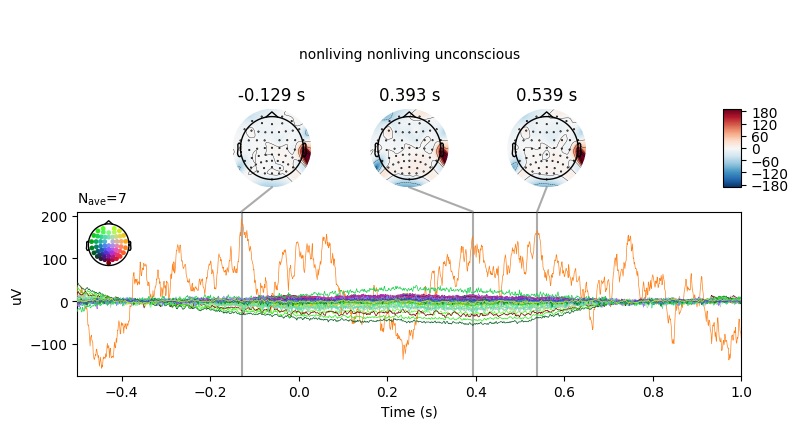 nonliving nonliving unconscious
-0.129 s 0.393 s 0.539 s
180
120
60
0
−60
−120
−180
Nave=7
200
100
0
−100
uV
−0.4 −0.2 0.0 0.2 0.4 0.6 0.8 1.0
Time (s)